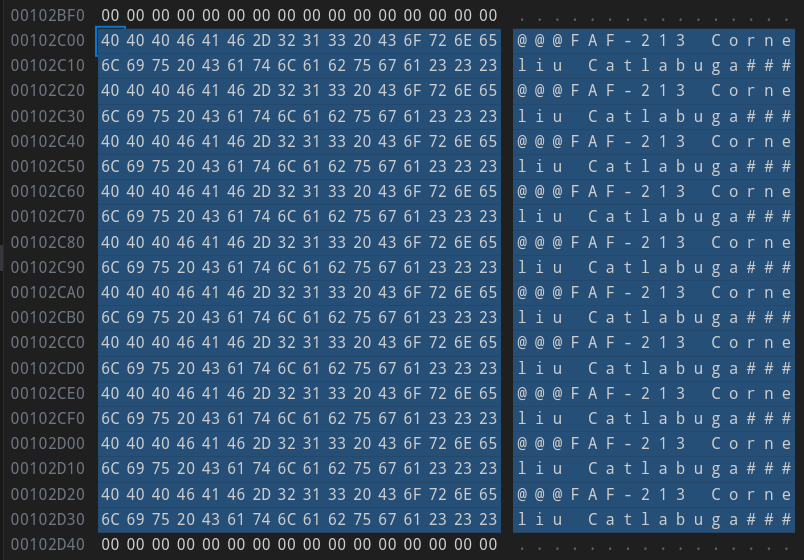 00102BF0 00 00 00 00 00 00 00 00 00 00 00 00 00 00 00 00 . . . . . . . . . . . . . . . .
00102C00 40 40 40 46 41 46 2D 32 31 33 20 43 6F 72 6E 65 @@@FAF-213 Corne
00102C10 6C 69 75 20 43 61 74 6C 61 62 75 67 61 23 23 23 liu Catlabuga###
00102C20 40 40 40 46 41 46 2D 32 31 33 20 43 6F 72 6E 65 @@@FAF-213 Corne
00102C30 6C 69 75 20 43 61 74 6C 61 62 75 67 61 23 23 23 liu Catlabuga###
00102C40 40 40 40 46 41 46 2D 32 31 33 20 43 6F 72 6E 65 @@@FAF-213 Corne
00102C50 6C 69 75 20 43 61 74 6C 61 62 75 67 61 23 23 23 liu Catlabuga###
00102C60 40 40 40 46 41 46 2D 32 31 33 20 43 6F 72 6E 65 @@@FAF-213 Corne
00102C70 6C 69 75 20 43 61 74 6C 61 62 75 67 61 23 23 23 liu Catlabuga###
00102C80 40 40 40 46 41 46 2D 32 31 33 20 43 6F 72 6E 65 @@@FAF-213 Corne
00102C90 6C 69 75 20 43 61 74 6C 61 62 75 67 61 23 23 23 liu Catlabuga###
00102CA0 40 40 40 46 41 46 2D 32 31 33 20 43 6F 72 6E 65 @@@FAF-213 Corne
00102CB0 6C 69 75 20 43 61 74 6C 61 62 75 67 61 23 23 23 liu Catlabuga###
00102CC0 40 40 40 46 41 46 2D 32 31 33 20 43 6F 72 6E 65 @@@FAF-213 Corne
00102CD0 6C 69 75 20 43 61 74 6C 61 62 75 67 61 23 23 23 liu Catlabuga###
00102CE0 40 40 40 46 41 46 2D 32 31 33 20 43 6F 72 6E 65 @@@FAF-213 Corne
00102CF0 6C 69 75 20 43 61 74 6C 61 62 75 67 61 23 23 23 liu Catlabuga###
00102D00 40 40 40 46 41 46 2D 32 31 33 20 43 6F 72 6E 65 @@@FAF-213 Corne
00102D10 6C 69 75 20 43 61 74 6C 61 62 75 67 61 23 23 23 liu Catlabuga###
00102D20 40 40 40 46 41 46 2D 32 31 33 20 43 6F 72 6E 65 @@@FAF-213 Corne
00102D30 6C 69 75 20 43 61 74 6C 61 62 75 67 61 23 23 23 liu Catlabuga###
00102D40 00 00 00 00 00 00 00 00 00 00 00 00 00 00 00 00 . . . . . . . . . . . . . . . .